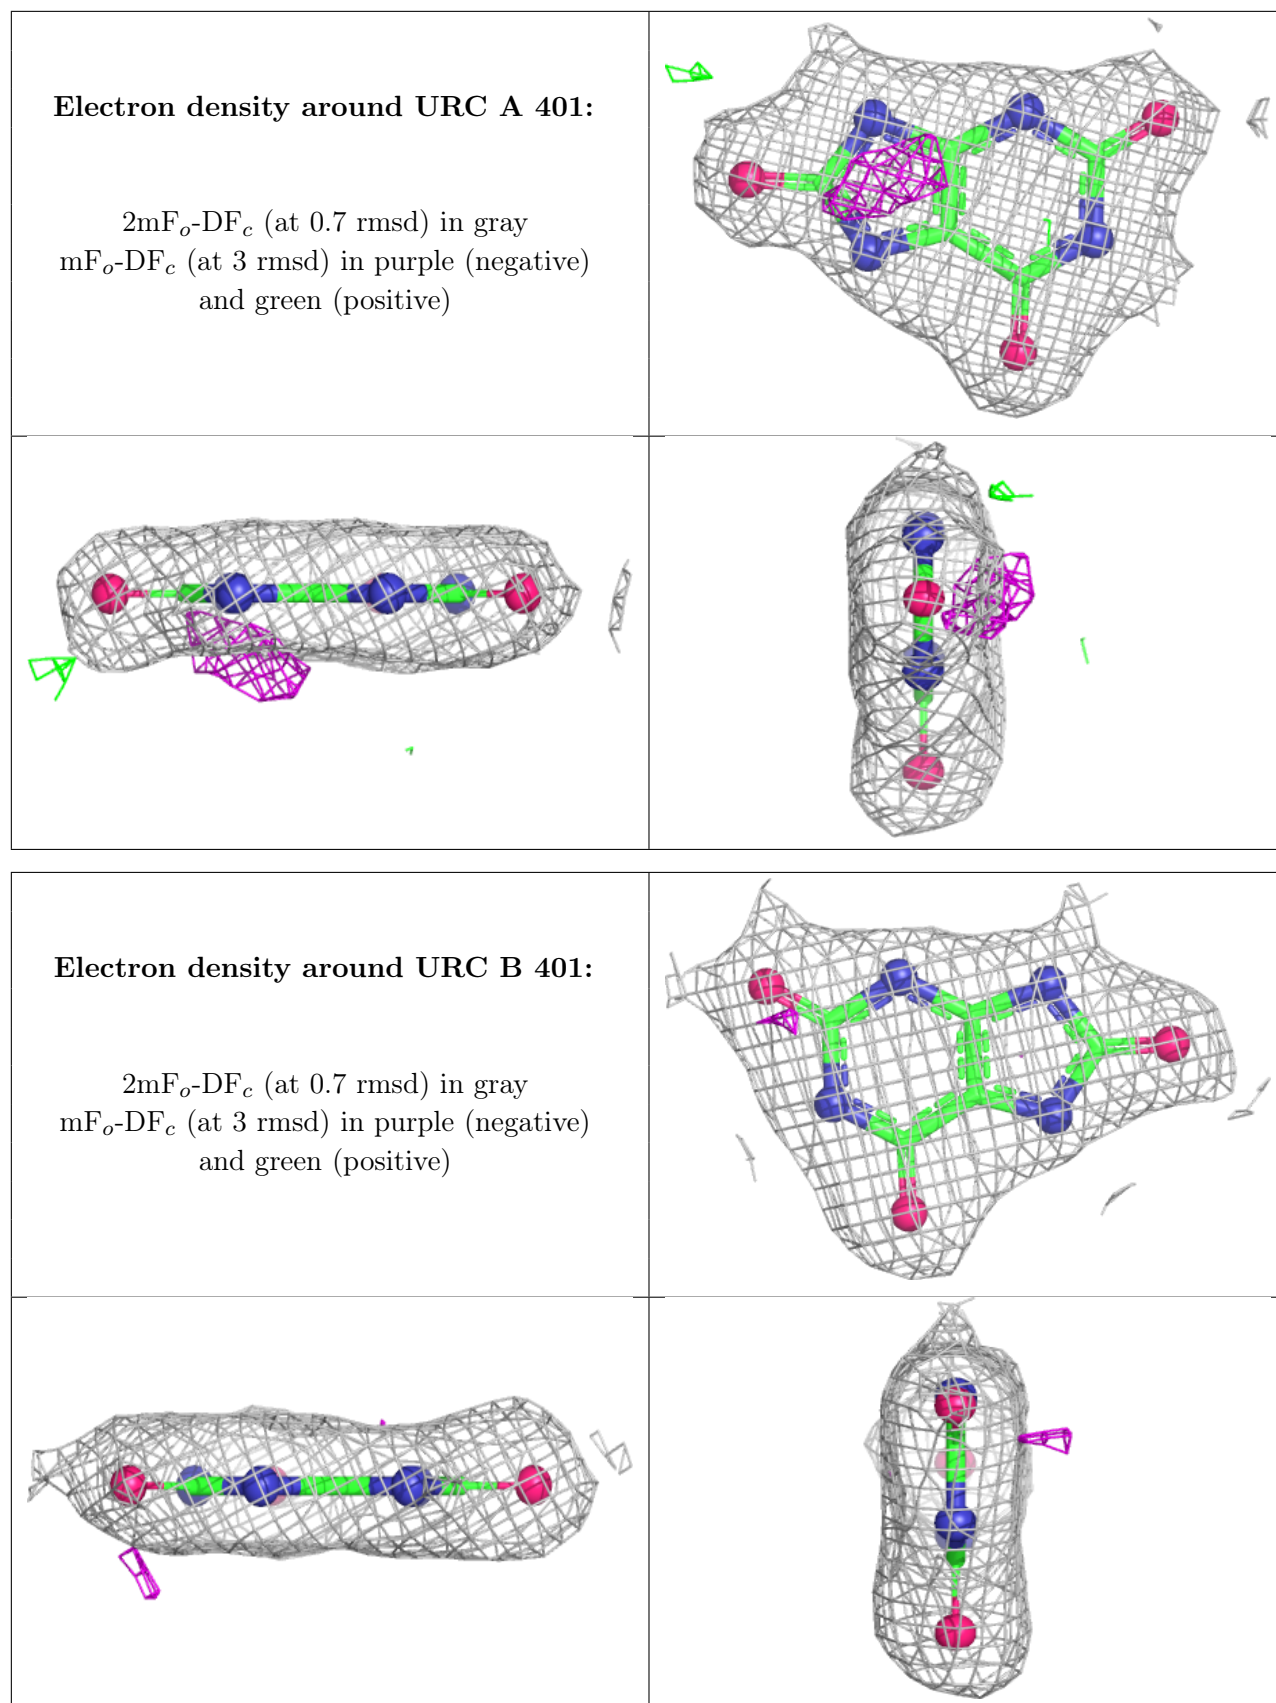 Electron density around URC A 401:
2mFo-DFc (at 0.7 rmsd) in gray
mFo-DFc (at 3 rmsd) in purple (negative)
and green (positive)
Electron density around URC B 401:
2mFo-DFc (at 0.7 rmsd) in gray
mFo-DFc (at 3 rmsd) in purple (negative)
and green (positive)